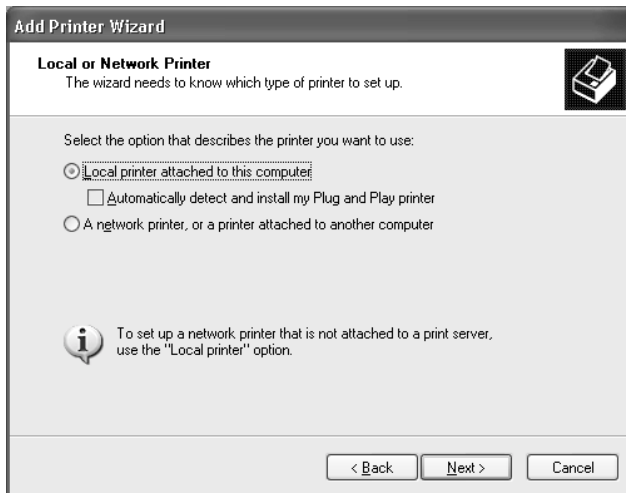 Add Printer Wizard
Local or Network Printer
The wizard needs to know which type of printer to set up.
Select the option that describes the printer you want to use:
Local printer attached to this computer
Automatically detect and install my Plug and Play printer
A network printer, or a printer attached to another computer
To set up a network printer that is not attached to a print server,
use the "Local printer" option.
< Back
Next >
Cancel